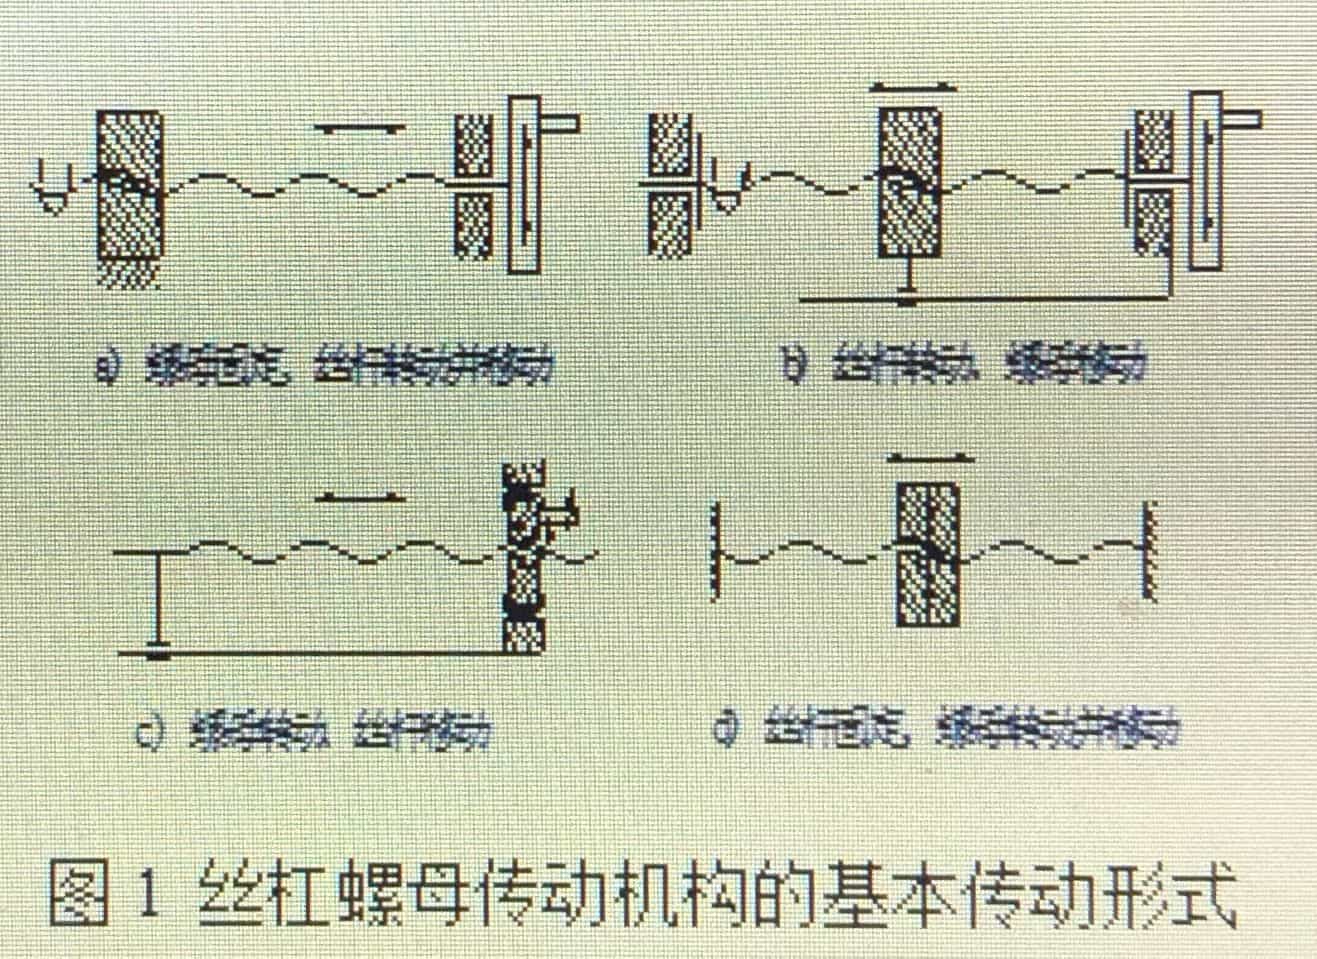 a) 螺母固定、丝杆转动并移动
b) 丝杆转动、螺母移动
c) 螺母转动、丝杆移动
d) 丝杆固定、螺母转动并移动
图 1 丝杠螺母传动机构的基本传动形式